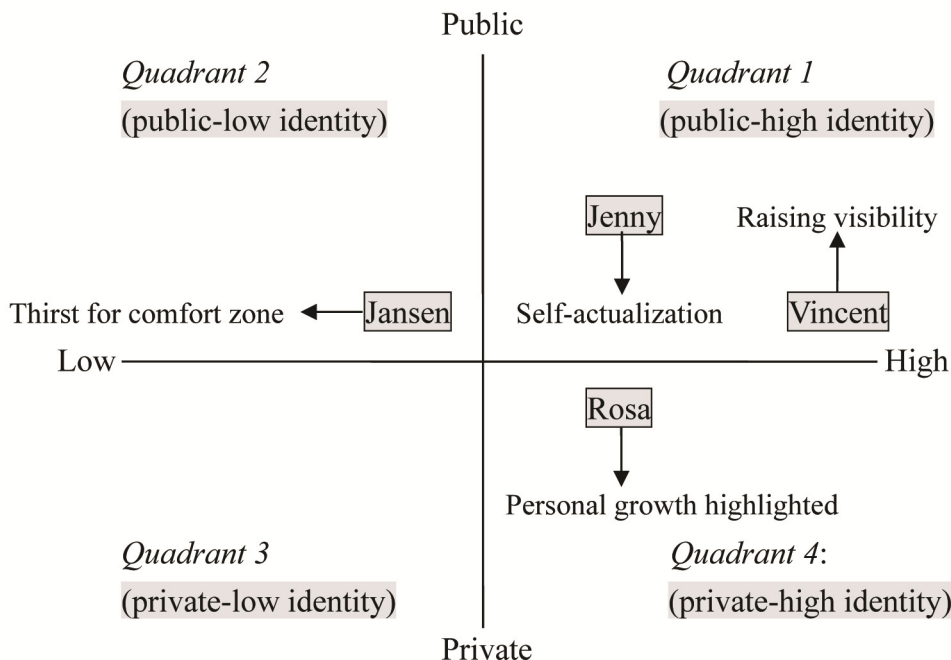 Public
Quadrant 2
(public-low identity)
Quadrant 1
(public-high identity)
Jenny
Raising visibility
Thirst for comfort zone
Jansen
Self-actualization
Vincent
Low
High
Rosa
Personal growth highlighted
Quadrant 3
(private-low identity)
Quadrant 4:
(private-high identity)
Private